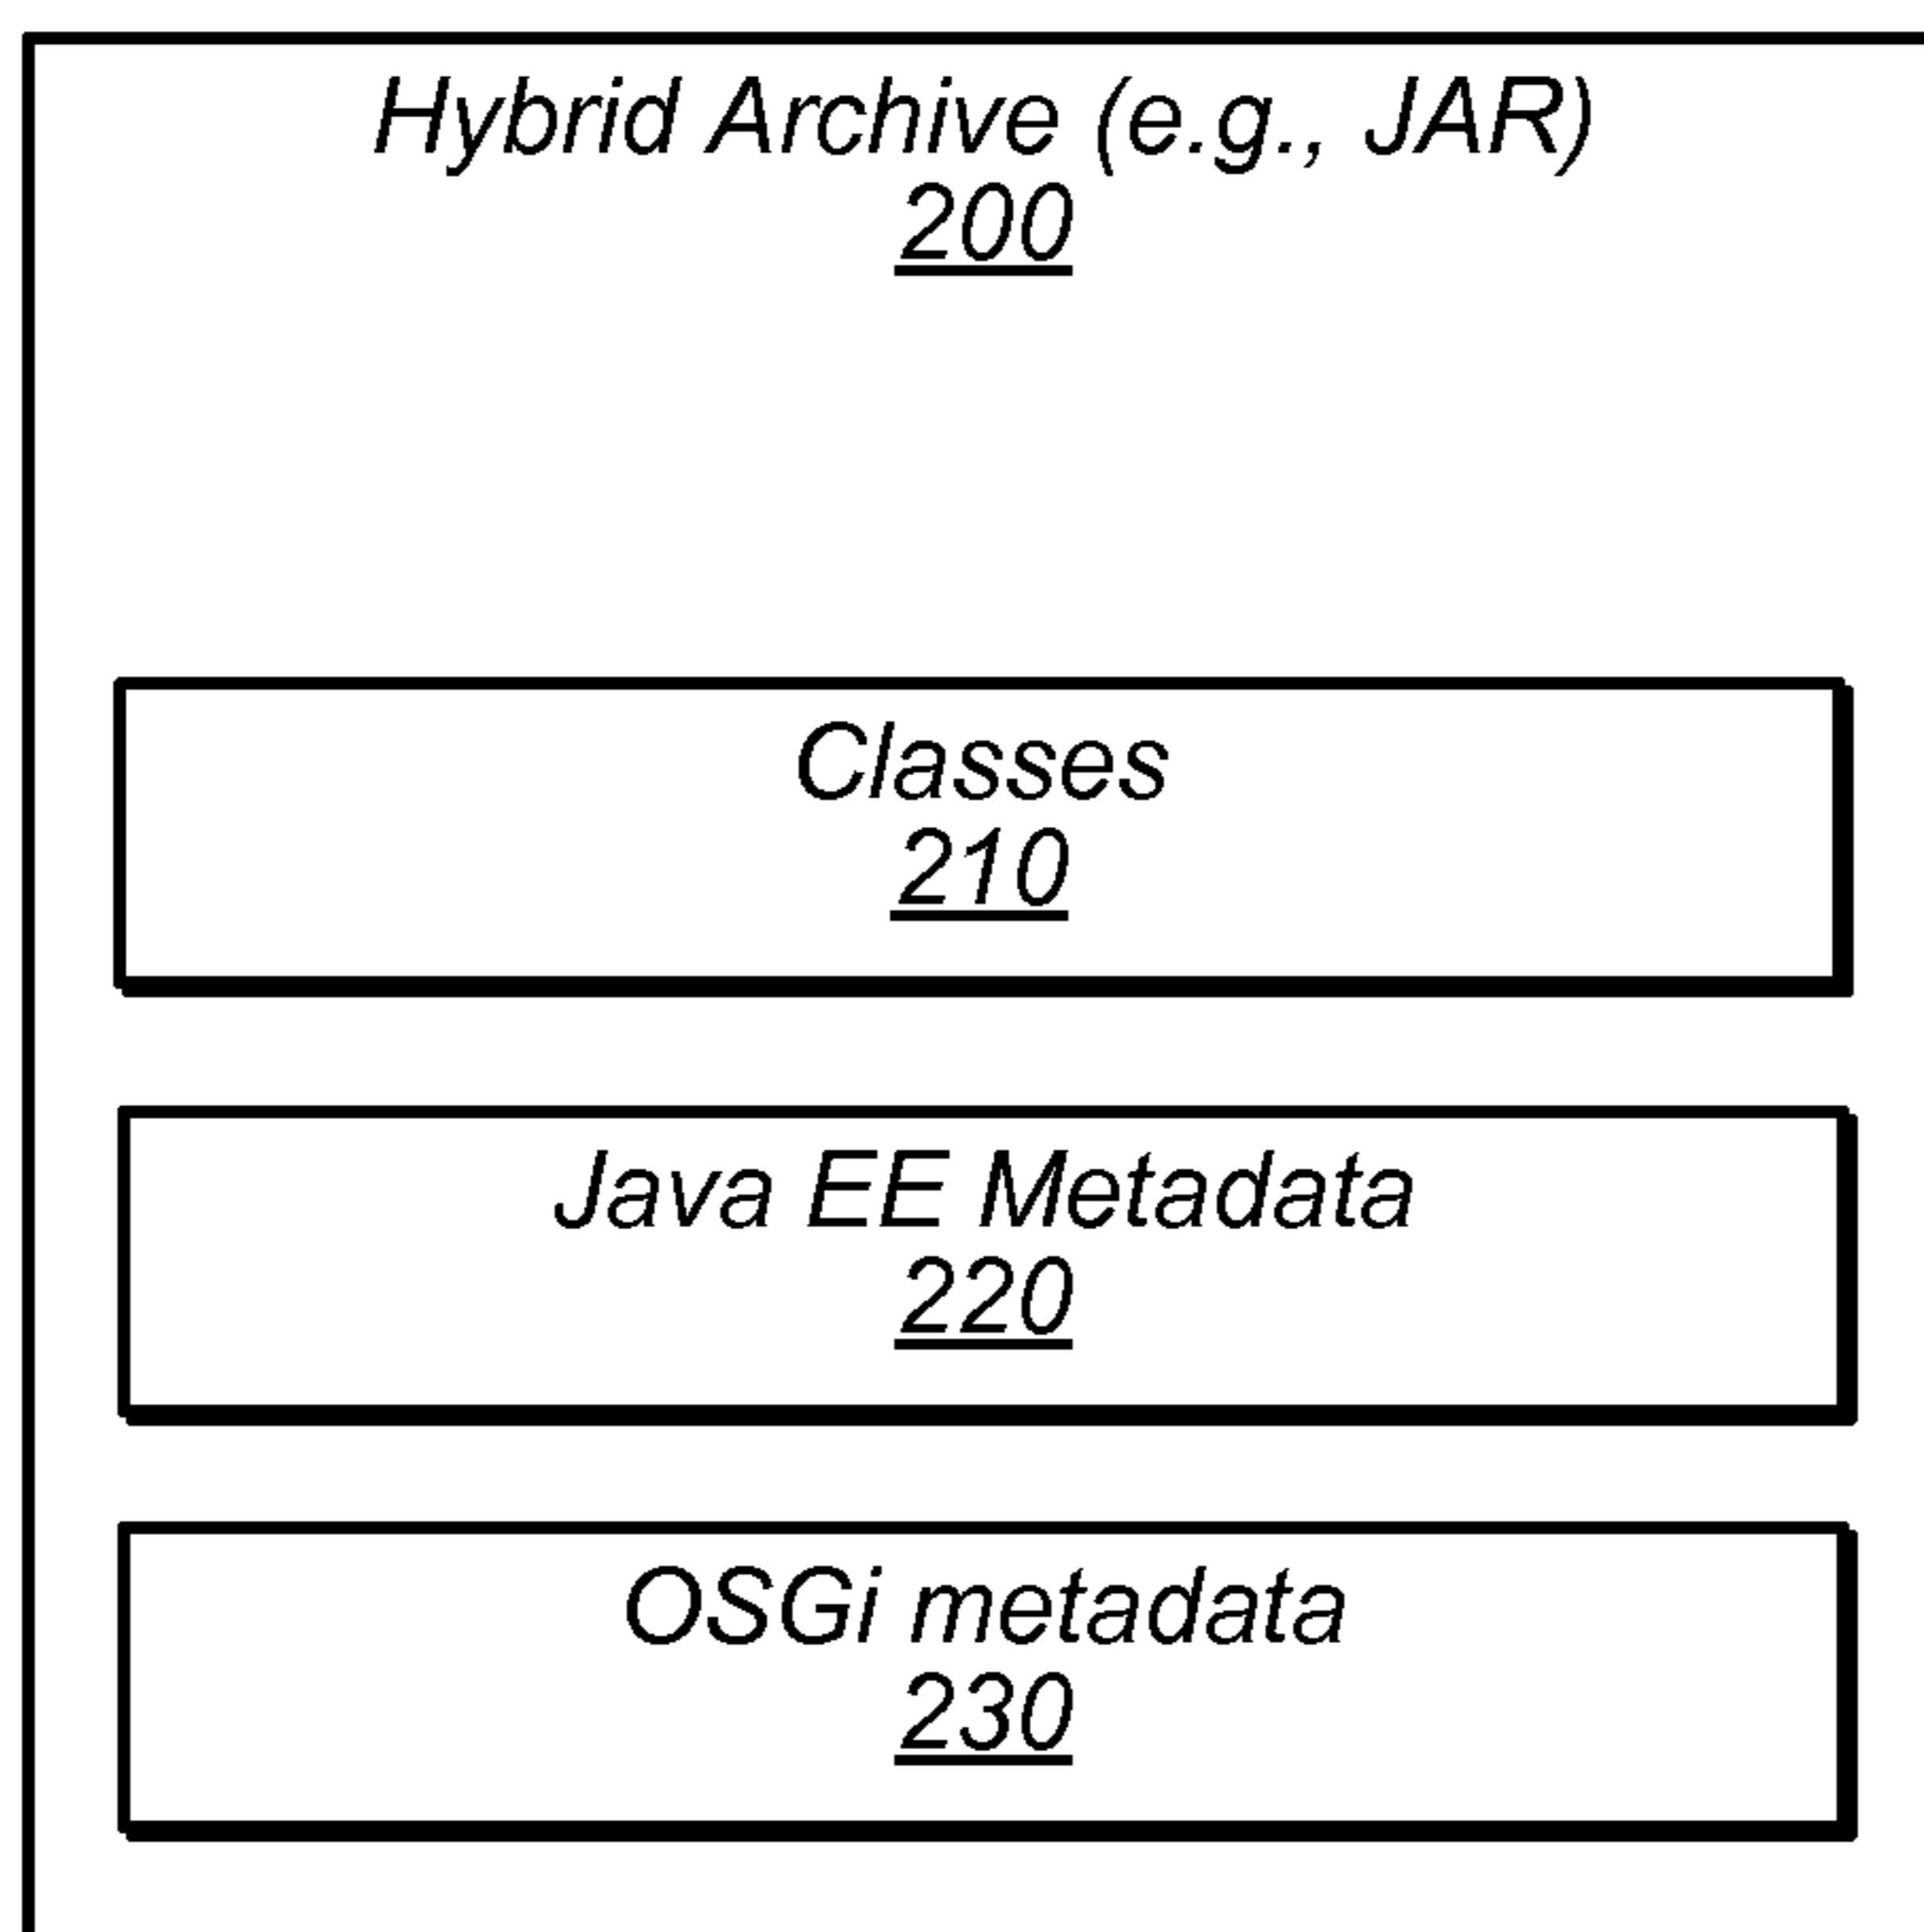 Hybrid Archive (e.g., JAR)
200
Classes
210
Java EE Metadata
220
OSGi metadata
230